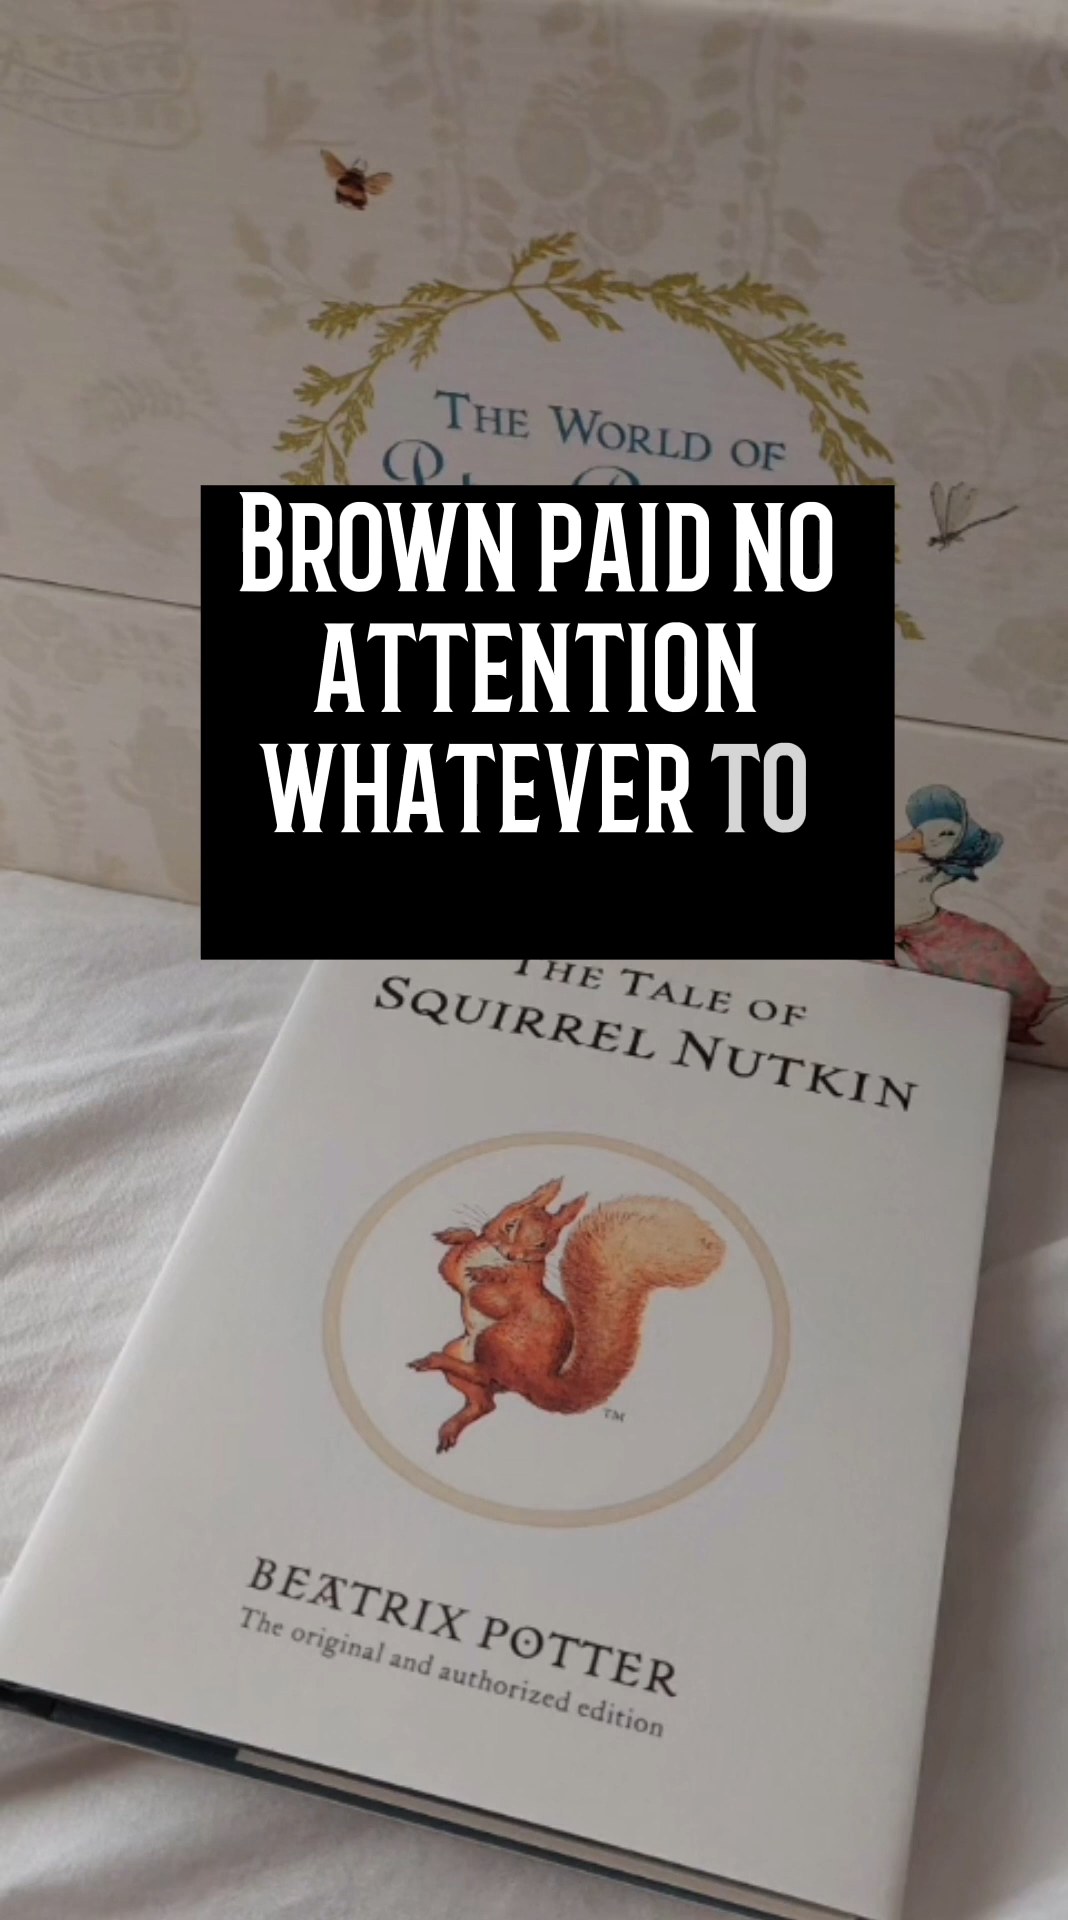 THE WORLD OF
BROWN PAID NO
ATTENTION
WHATEVER TO
THE TALE OF
SQUIRREL NUTKIN
TM
BEATRIX POTTER
The original and authorized edition